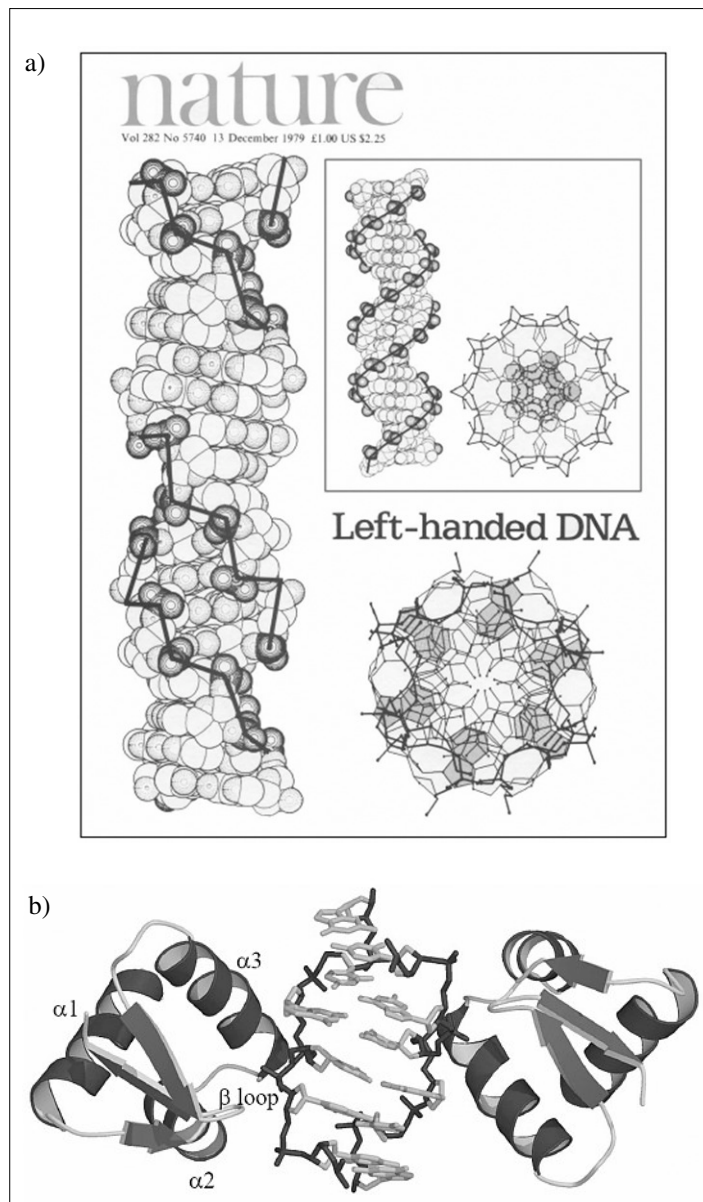 a)
nature
Vol 282 No 5740 13 December 1979 £1.00 US $2.25
Left-handed DNA
b)
α3
α1
β loop
α2